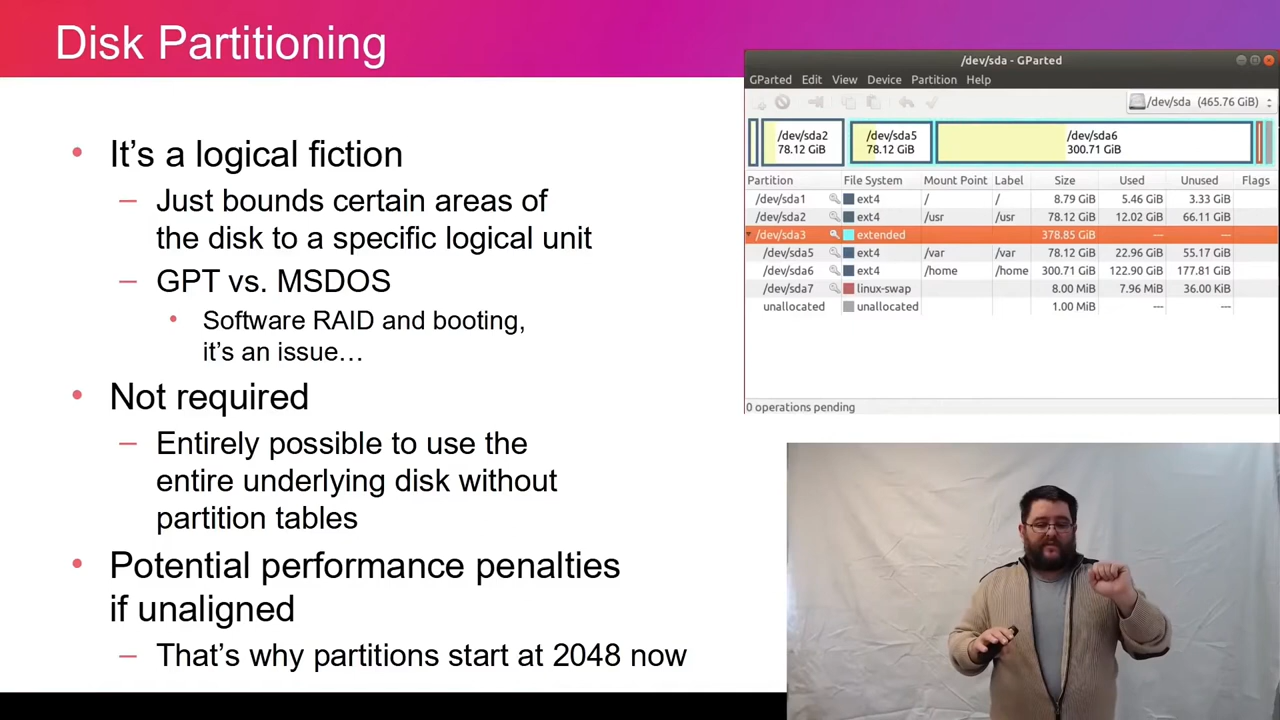 Disk Partitioning
• It’s a logical fiction
– Just bounds certain areas of
the disk to a specific logical unit
– GPT vs. MSDOS
• Software RAID and booting,
it’s an issue…
• Not required
– Entirely possible to use the
entire underlying disk without
partition tables
• Potential performance penalties
if unaligned
– That’s why partitions start at 2048 now
/dev/sda - GParted
GParted Edit View Device Partition Help
/dev/sda (465.76 GiB)
/dev/sda2 /dev/sda5 /dev/sda6
78.12 GiB 78.12 GiB 300.71 GiB
Partition File System Mount Point Label Size Used Unused Flags
/dev/sda1 ext4 / / 8.79 GiB 5.46 GiB 3.33 GiB
/dev/sda2 ext4 /usr /usr 78.12 GiB 12.02 GiB 66.11 GiB
/dev/sda3 extended 378.85 GiB --- ---
/dev/sda5 ext4 /var /var 78.12 GiB 22.96 GiB 55.17 GiB
/dev/sda6 ext4 /home /home 300.71 GiB 122.90 GiB 177.81 GiB
/dev/sda7 linux-swap 8.00 MiB 7.96 MiB 36.00 KiB
unallocated unallocated 1.00 MiB --- ---
0 operations pending